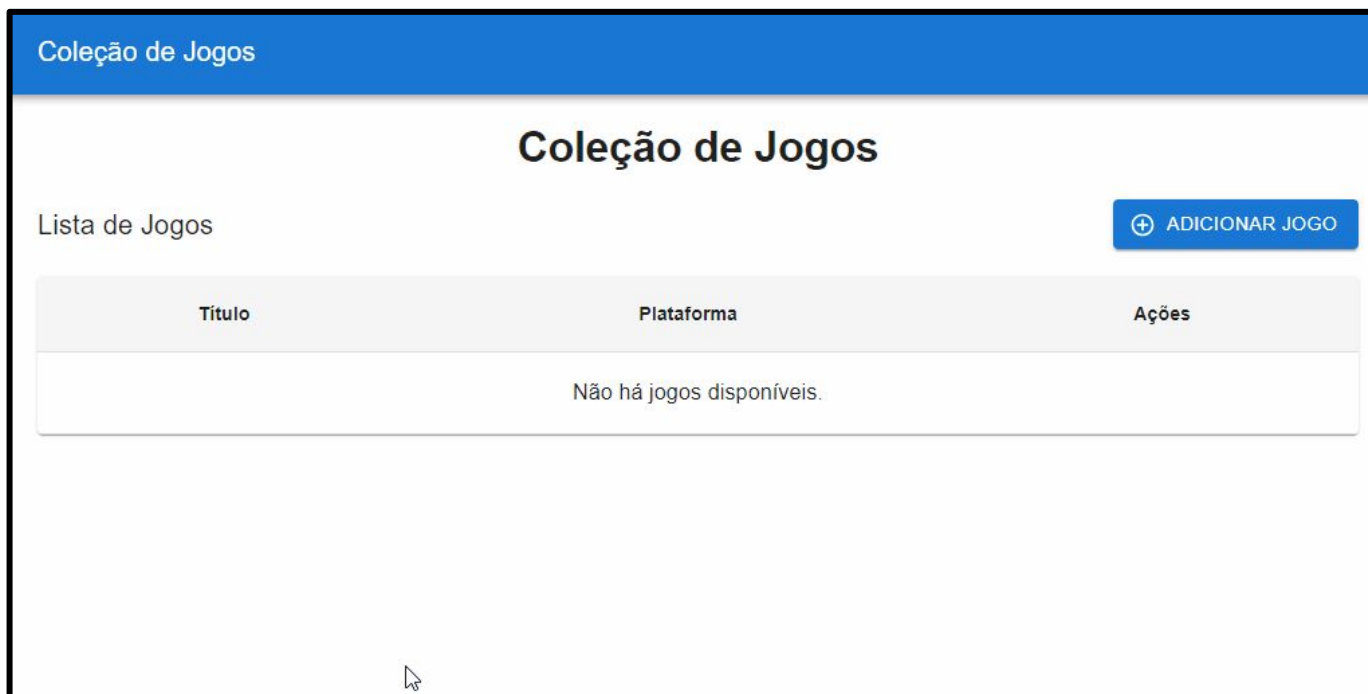 Coleção de Jogos
Coleção de Jogos
Lista de Jogos
ADICIONAR JOGO
Título Plataforma Ações
Não há jogos disponíveis.